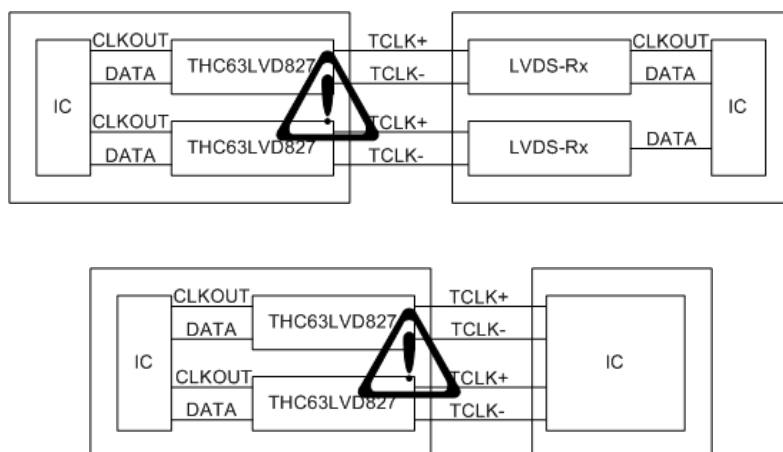 CLKOUT THC63LVD827 TCLK+ LVDS-Rx CLKOUT
DATA TCLK- DATA
IC IC
CLKOUT THC63LVD827 TCLK+ LVDS-Rx DATA
DATA TCLK-
CLKOUT THC63LVD827 TCLK+
DATA TCLK-
IC IC
CLKOUT THC63LVD827 TCLK+
DATA TCLK-